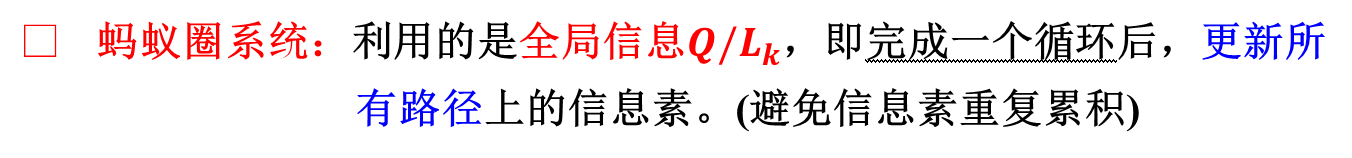 □ 蚂蚁圈系统：利用的是全局信息Q/Lₖ，即完成一个循环后，更新所
有路径上的信息素。(避免信息素重复累积)